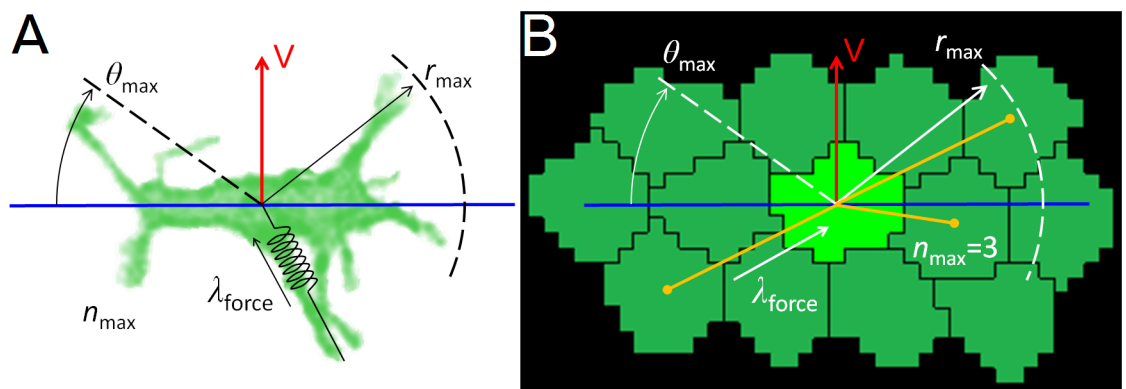 A
θmax
V
rmax
λforce
nmax
B
θmax
V
rmax
nmax=3
λforce